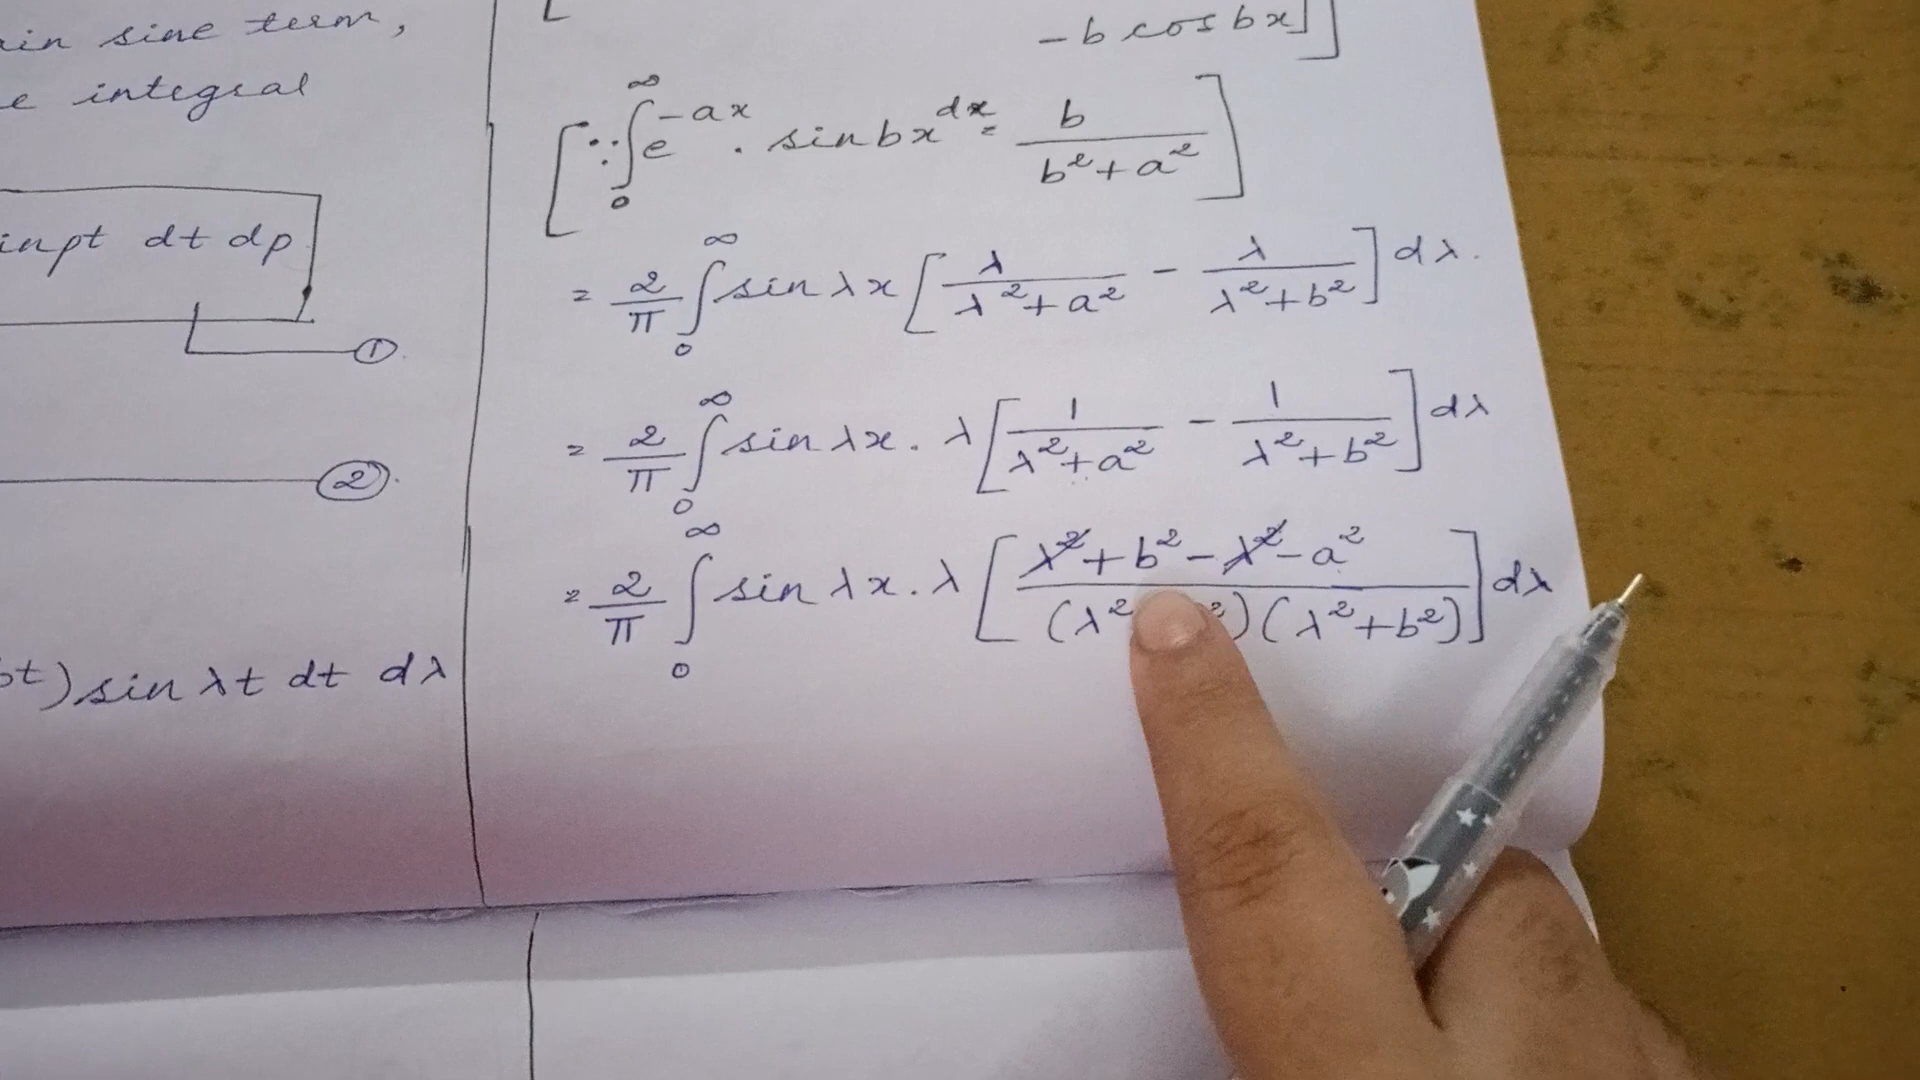 sine term,
integral
dt dp
①
②
) sin λt dt dλ
- b cos bx]]
[∵ ∫₀^∞ e^{-ax} . sin bx dx = b / (b² + a²)]
= 2/π ∫₀^∞ sin λx [λ / (λ² + a²) - λ / (λ² + b²)] dλ.
= 2/π ∫₀^∞ sin λx . λ [1 / (λ² + a²) - 1 / (λ² + b²)] dλ
= 2/π ∫₀^∞ sin λx . λ [λ² + b² - λ² - a² / (λ² ²)(λ² + b²)] dλ